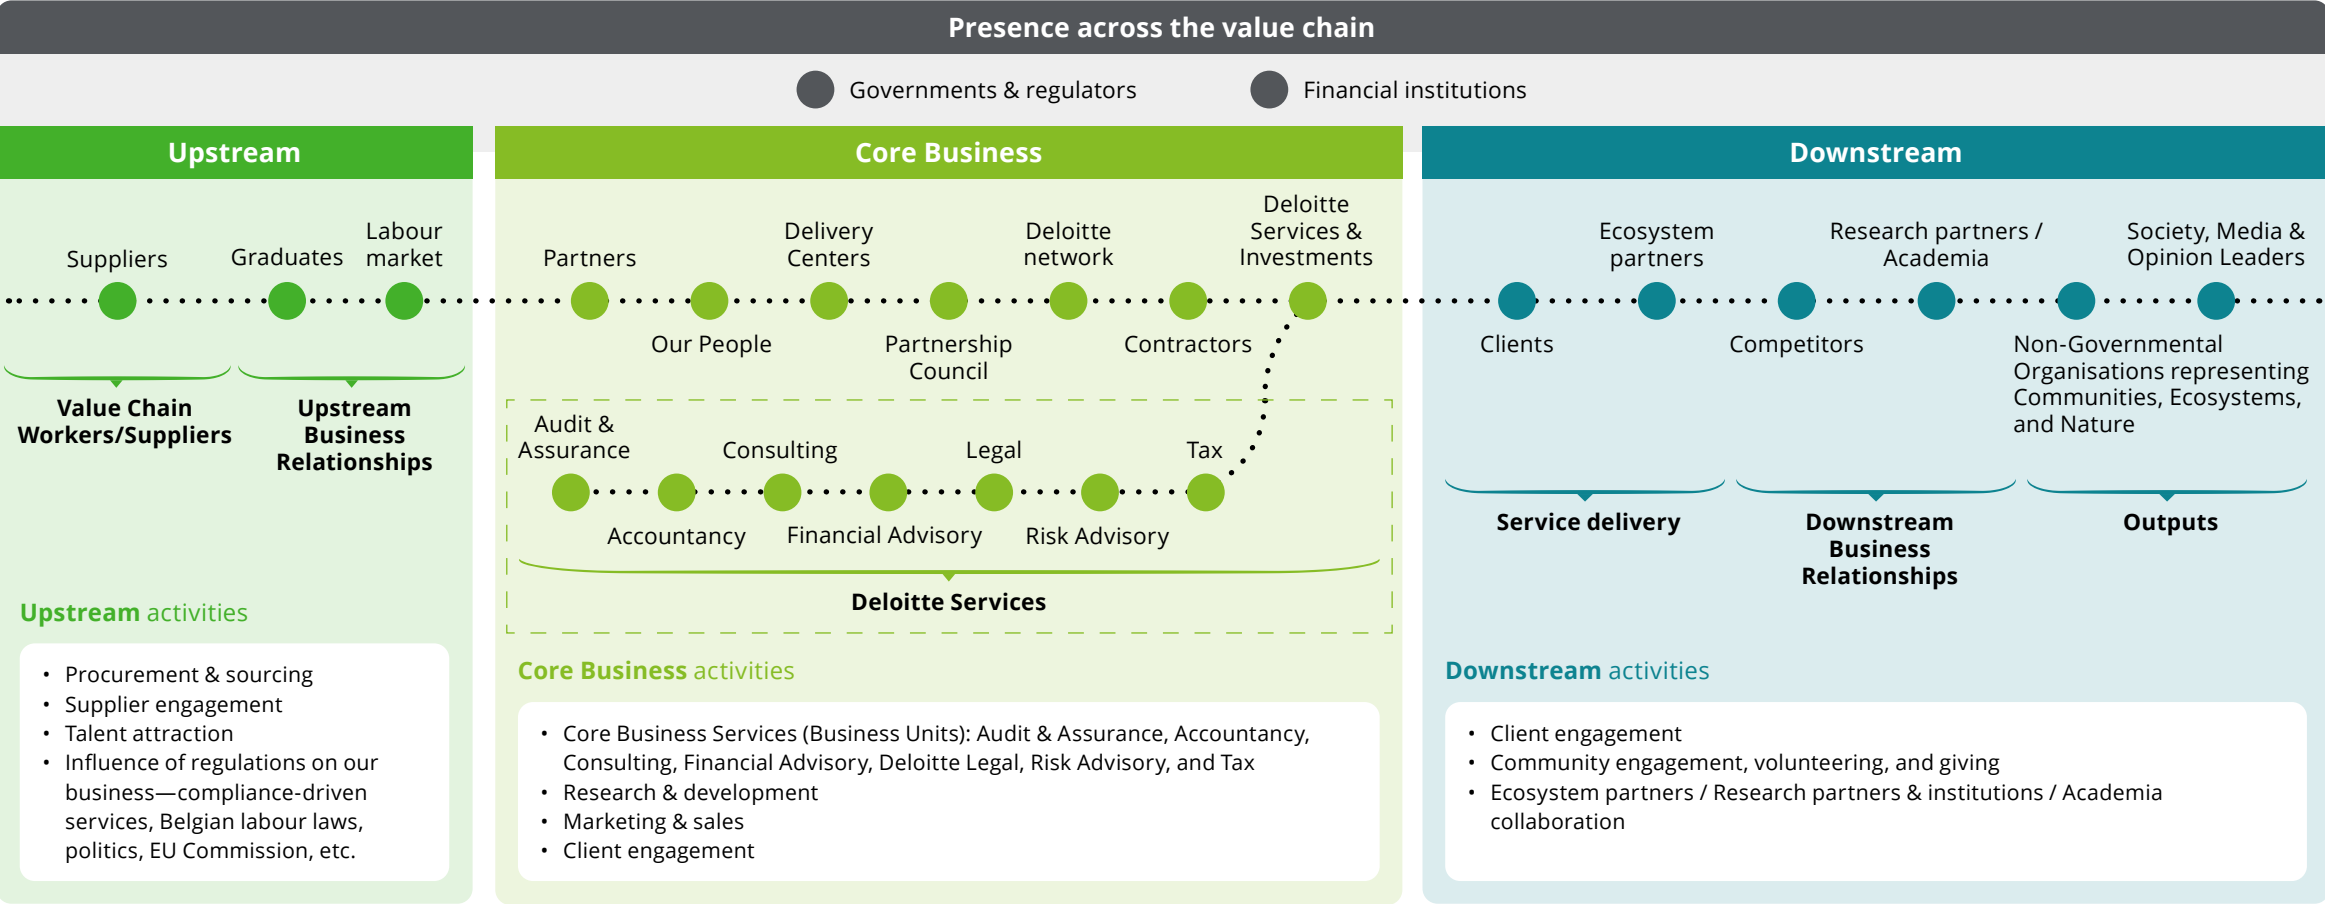 Presence across the value chain
Governments & regulators
Financial institutions
Upstream
Suppliers
Graduates
Labour
market
Value Chain
Workers/Suppliers
Upstream
Business
Relationships
Upstream activities
• Procurement & sourcing
• Supplier engagement
• Talent attraction
• Influence of regulations on our
business—compliance-driven
services, Belgian labour laws,
politics, EU Commission, etc.
Core Business
Partners
Our People
Delivery
Centers
Partnership
Council
Deloitte
network
Contractors
Deloitte
Services &
Investments
Audit &
Assurance
Accountancy
Consulting
Financial Advisory
Legal
Risk Advisory
Tax
Deloitte Services
Core Business activities
• Core Business Services (Business Units): Audit & Assurance, Accountancy,
Consulting, Financial Advisory, Deloitte Legal, Risk Advisory, and Tax
• Research & development
• Marketing & sales
• Client engagement
Downstream
Clients
Ecosystem
partners
Competitors
Research partners /
Academia
Non-Governmental
Organisations representing
Communities, Ecosystems,
and Nature
Society, Media &
Opinion Leaders
Service delivery
Downstream
Business
Relationships
Outputs
Downstream activities
• Client engagement
• Community engagement, volunteering, and giving
• Ecosystem partners / Research partners & institutions / Academia
collaboration